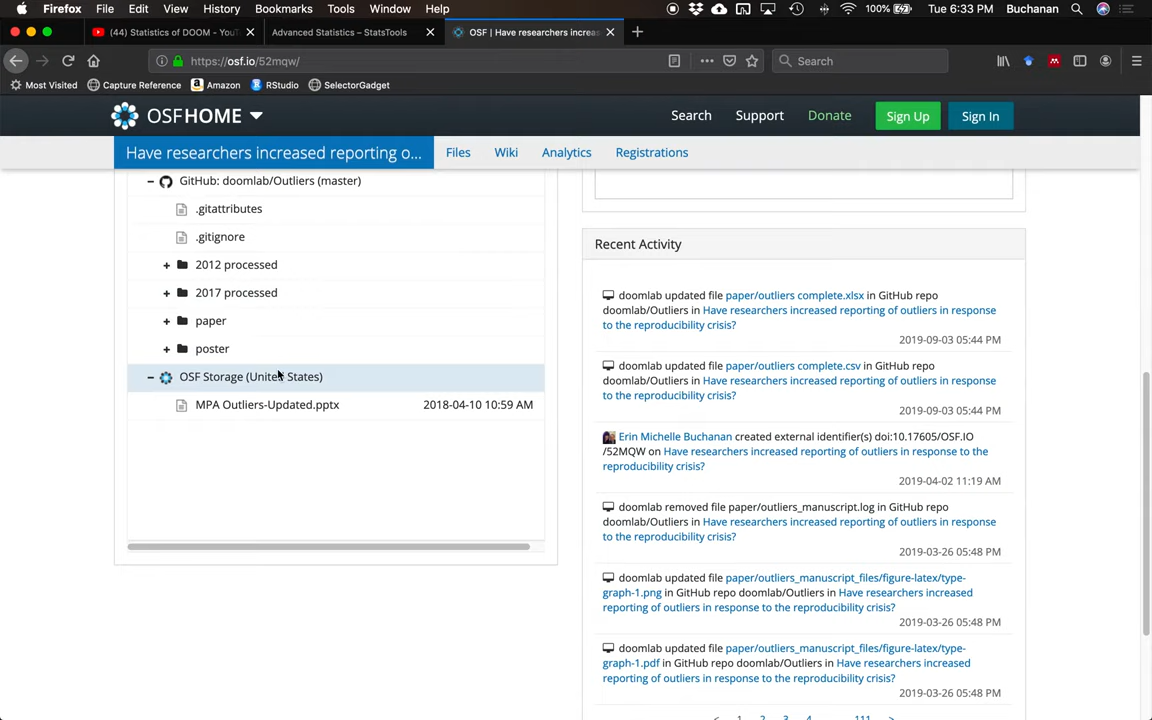 Firefox File Edit View History Bookmarks Tools Window Help 100% Tue 6:33 PM Buchanan
(44) Statistics of DOOM - YouT Advanced Statistics – StatsTools OSF | Have researchers increas
https://osf.io/52mqw/ Search
Most Visited Capture Reference Amazon RStudio SelectorGadget
OSFHOME Search Support Donate Sign Up Sign In
Have researchers increased reporting o... Files Wiki Analytics Registrations
GitHub: doomlab/Outliers (master)
.gitattributes
.gitignore
2012 processed
2017 processed
paper
poster
OSF Storage (United States)
MPA Outliers-Updated.pptx 2018-04-10 10:59 AM
Recent Activity
doomlab updated file paper/outliers complete.xlsx in GitHub repo
doomlab/Outliers in Have researchers increased reporting of outliers in response
to the reproducibility crisis?
2019-09-03 05:44 PM
doomlab updated file paper/outliers complete.csv in GitHub repo
doomlab/Outliers in Have researchers increased reporting of outliers in response
to the reproducibility crisis?
2019-09-03 05:44 PM
Erin Michelle Buchanan created external identifier(s) doi:10.17605/OSF.IO
/52MQW on Have researchers increased reporting of outliers in response to the
reproducibility crisis?
2019-04-02 11:19 AM
doomlab removed file paper/outliers_manuscript.log in GitHub repo
doomlab/Outliers in Have researchers increased reporting of outliers in response
to the reproducibility crisis?
2019-03-26 05:48 PM
doomlab updated file paper/outliers_manuscript_files/figure-latex/type-
graph-1.png in GitHub repo doomlab/Outliers in Have researchers increased
reporting of outliers in response to the reproducibility crisis?
2019-03-26 05:48 PM
doomlab updated file paper/outliers_manuscript_files/figure-latex/type-
graph-1.pdf in GitHub repo doomlab/Outliers in Have researchers increased
reporting of outliers in response to the reproducibility crisis?
2019-03-26 05:48 PM
< 1 2 3 4 ... 111 >